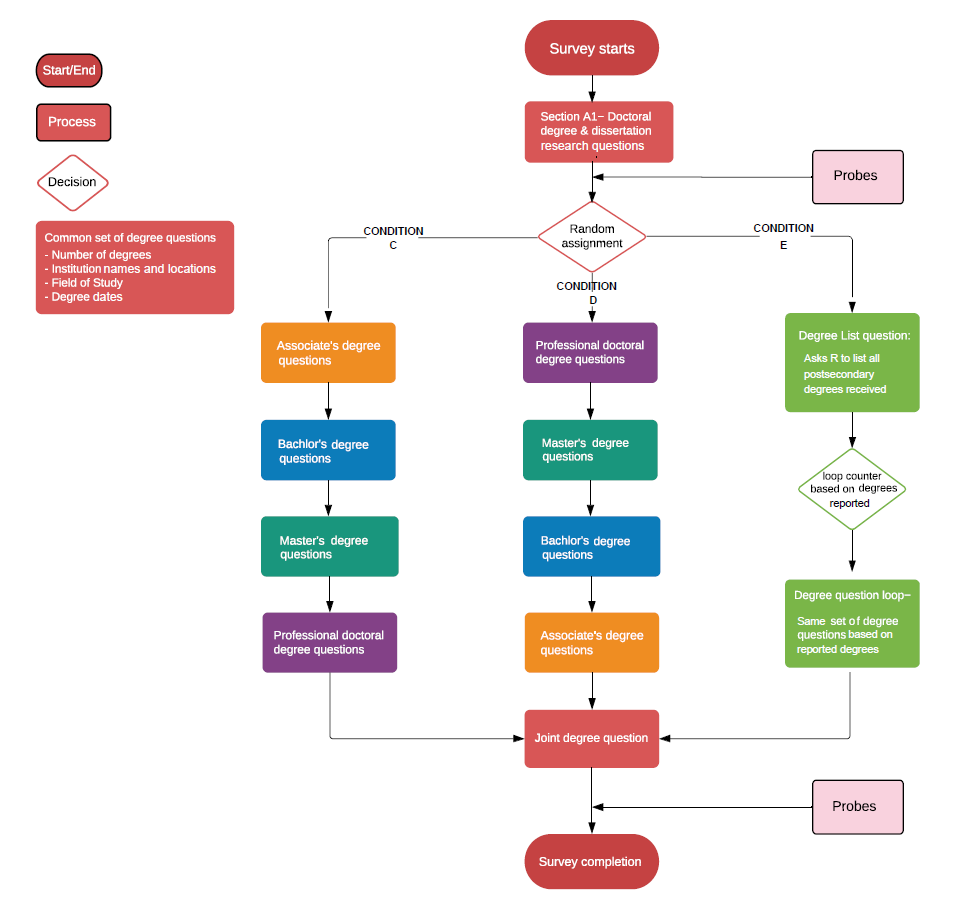 Survey starts
Start/End
Process
Decision
Common set of degree questions
- Number of degrees
- Institution names and locations
- Field of Study
- Degree dates
Section A1− Doctoral
degree & dissertation
research questions
Probes
Random
assignment
CONDITION
C
CONDITION
D
CONDITION
E
Associate's degree
questions
Bachlor's degree
questions
Master's degree
questions
Professional doctoral
degree questions
Professional doctoral
degree questions
Master's degree
questions
Bachlor's degree
questions
Associate's degree
questions
Degree List question:
Asks R to list all
postsecondary
degrees received
loop counter
based on degrees
reported
Degree question loop−
Same set of degree
questions based on
reported degrees
Joint degree question
Probes
Survey completion